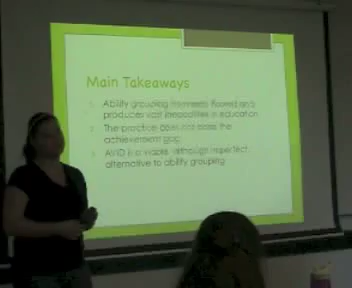 Main Takeaways
1. Ability grouping is inherently flawed and
produces vast inequalities in education
2. The practice does not close the
achievement gap
3. AVID is a viable, although imperfect,
alternative to ability grouping